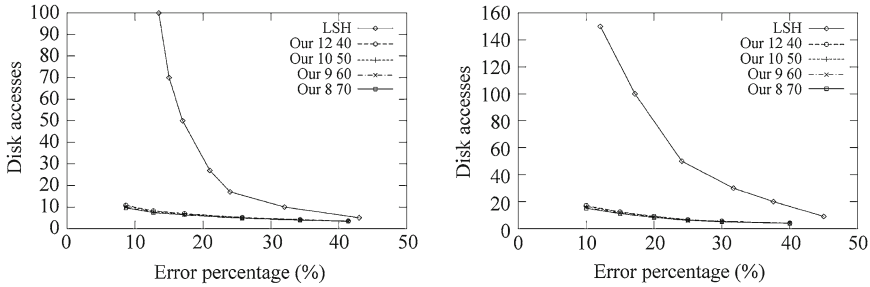 100
90
80
70
60
50
40
30
20
10
0
Disk accesses
LSH
Our 12 40
Our 10 50
Our 9 60
Our 8 70
0 10 20 30 40 50
Error percentage (%)
160
140
120
100
80
60
40
20
0
Disk accesses
LSH
Our 12 40
Our 10 50
Our 9 60
Our 8 70
0 10 20 30 40 50
Error percentage (%)